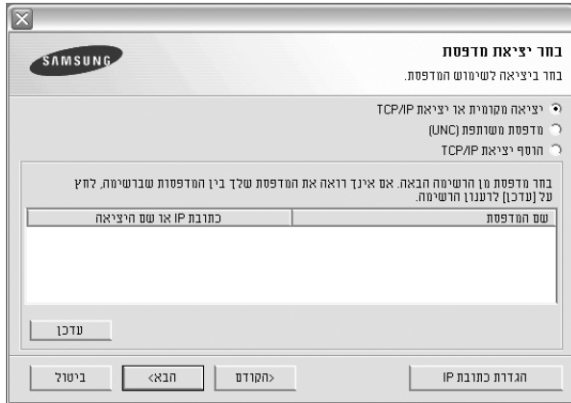 SAMSUNG
בחר יציאת מדפסת
בחר ביציאה לשימוש המדפסת.
יציאה מקומית או יציאת TCP/IP
מדפסת משותפת (UNC)
הוסף יציאת TCP/IP
בחר מדפסת מן הרשימה הבאה. אם אינך רואה את המדפסת שלך בין המדפסות שברשימה, לחץ
על [עדכן] לרענון הרשימה.
שם המדפסת
כתובת IP או שם היציאה
עדכן
הגדרת כתובת IP
<הקודם
הבא>
ביטול